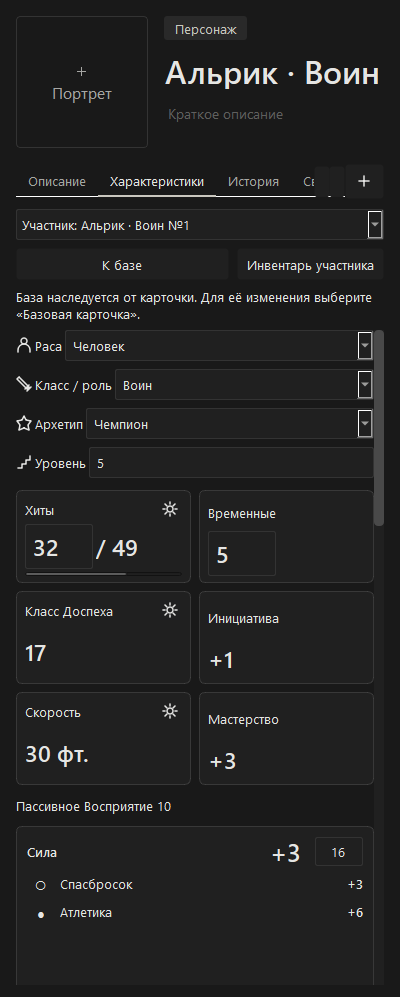 Персонаж
Альрик · Воин
+
Портрет
Краткое описание
Описание Характеристики История +
Участник: Альрик · Воин №1
К базе Инвентарь участника
База наследуется от карточки. Для её изменения выберите
«Базовая карточка».
Раса Человек
Класс / роль Воин
Архетип Чемпион
Уровень 5
Хиты
32 / 49
Временные
5
Класс Доспеха
17
Инициатива
+1
Скорость
30 фт.
Мастерство
+3
Пассивное Восприятие 10
Сила +3 16
Спасбросок +3
Атлетика +6